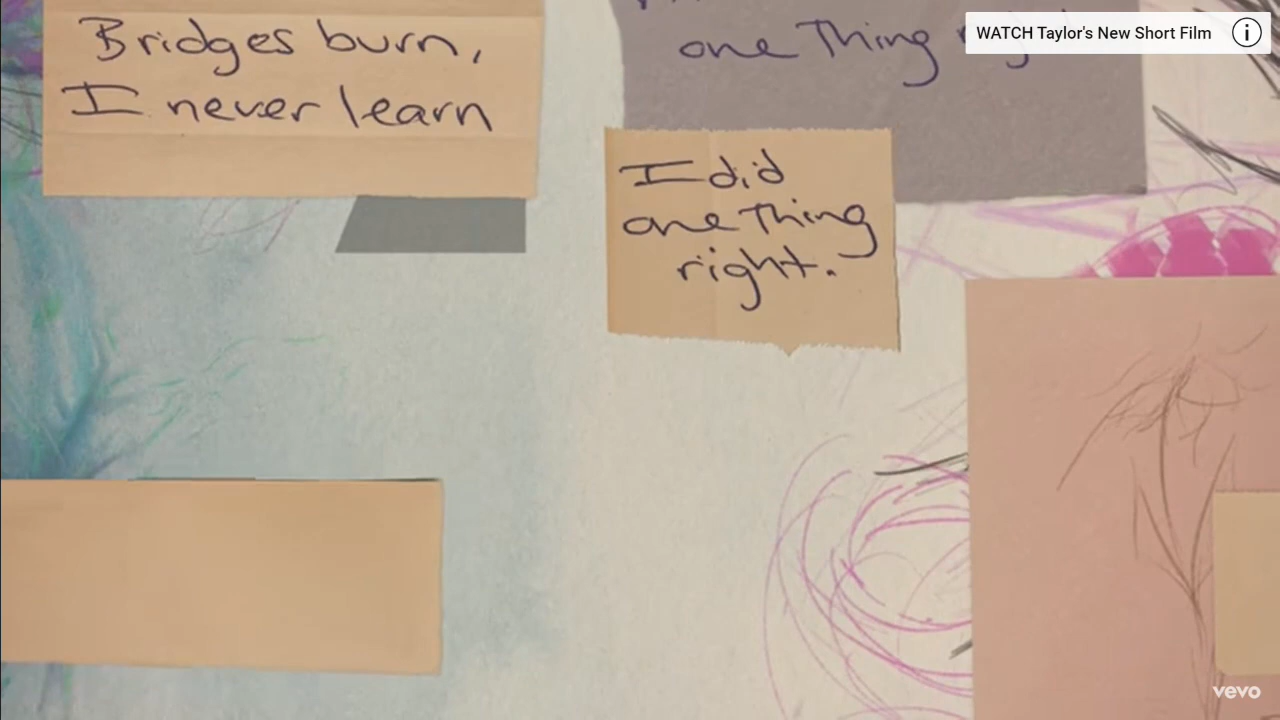 Bridges burn,
I never learn
one Thing
I did
one Thing
right.
WATCH Taylor's New Short Film
vevo